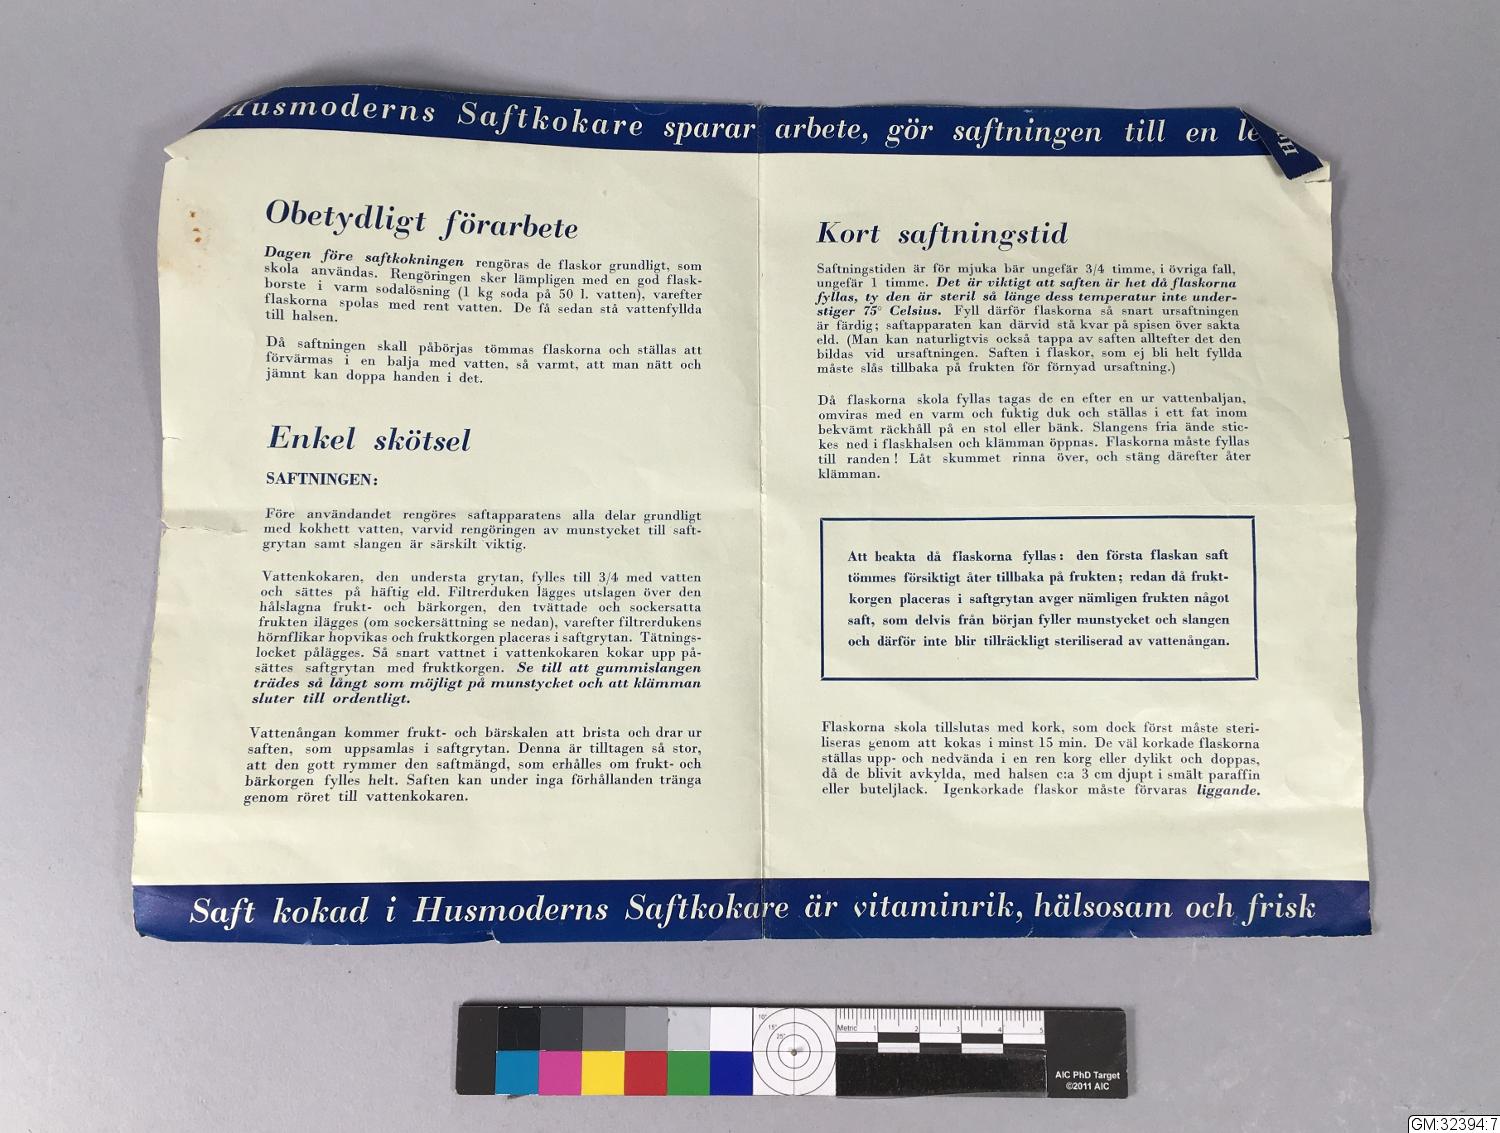 Husmoderns Saftkokare sparar arbete, gör saftningen till en le
Obetydligt förarbete
Dagen före saftkokningen rengöras de flaskor grundligt, som
skola användas. Rengöringen sker lämpligen med en god flask-
borste i varm sodalösning (1 kg soda på 50 l. vatten), varefter
flaskorna spolas med rent vatten. De få sedan stå vattenfyllda
till halsen.
Då saftningen skall påbörjas tömmas flaskorna och ställas att
förvärmas i en balja med vatten, så varmt, att man nätt och
jämnt kan doppa handen i det.
Enkel skötsel
SAFTNINGEN:
Före användandet rengöres saftapparatens alla delar grundligt
med kokhett vatten, varvid rengöringen av munstycket till saft-
grytan samt slangen är särskilt viktig.
Vattenkokaren, den understa grytan, fylles till 3/4 med vatten
och sättes på häftig eld. Filtrerduken lägges utslagen över den
hålslagna frukt- och bärkorgen, den tvättade och sockersatta
frukten ilägges (om sockersättning se nedan), varefter filtrerdukens
hörnflikar hopvikas och fruktkorgen placeras i saftgrytan. Tätnings-
locket pålägges. Så snart vattnet i vattenkokaren kokar upp på-
sättes saftgrytan med fruktkorgen. Se till att gummislangen
trädes så långt som möjligt på munstycket och att klämman
sluter till ordentligt.
Vattenångan kommer frukt- och bärskalen att brista och drar ur
saften, som uppsamlas i saftgrytan. Denna är tilltagen så stor,
att den gott rymmer den saftmängd, som erhålles om frukt- och
bärkorgen fylles helt. Saften kan under inga förhållanden tränga
genom röret till vattenkokaren.
Kort saftningstid
Saftningstiden är för mjuka bär ungefär 3/4 timme, i övriga fall,
ungefär 1 timme. Det är viktigt att saften är het då flaskorna
fyllas, ty den är steril så länge dess temperatur inte under-
stiger 75° Celsius. Fyll därför flaskorna så snart ursaftningen
är färdig; saftapparaten kan därvid stå kvar på spisen över sakta
eld. (Man kan naturligtvis också tappa av saften alltefter det den
bildas vid ursaftningen. Saften i flaskor, som ej bli helt fyllda
måste slås tillbaka på frukten för förnyad ursaftning.)
Då flaskorna skola fyllas tagas de en efter en ur vattenbaljan,
omviras med en varm och fuktig duk och ställas i ett fat inom
bekvämt räckhåll på en stol eller bänk. Slangens fria ände stic-
kes ned i flaskhalsen och klämman öppnas. Flaskorna måste fyllas
till randen! Låt skummet rinna över, och stäng därefter åter
klämman.
Att beakta då flaskorna fyllas: den första flaskan saft
tömmes försiktigt åter tillbaka på frukten; redan då frukt-
korgen placeras i saftgrytan avger nämligen frukten något
saft, som delvis från början fyller munstycket och slangen
och därför inte blir tillräckligt steriliserad av vattenångan.
Flaskorna skola tillslutas med kork, som dock först måste steri-
liseras genom att kokas i minst 15 min. De väl korkade flaskorna
ställas upp- och nedvända i en ren korg eller dylikt och doppas,
då de blivit avkylda, med halsen c:a 3 cm djupt i smält paraffin
eller buteljlack. Igenkorkade flaskor måste förvaras liggande.
Saft kokad i Husmoderns Saftkokare är vitaminrik, hälsosam och frisk
10° 15° 25°
Metric 1 2 3 4 5
AIC PhD Target
©2011 AIC
GM:32394:7